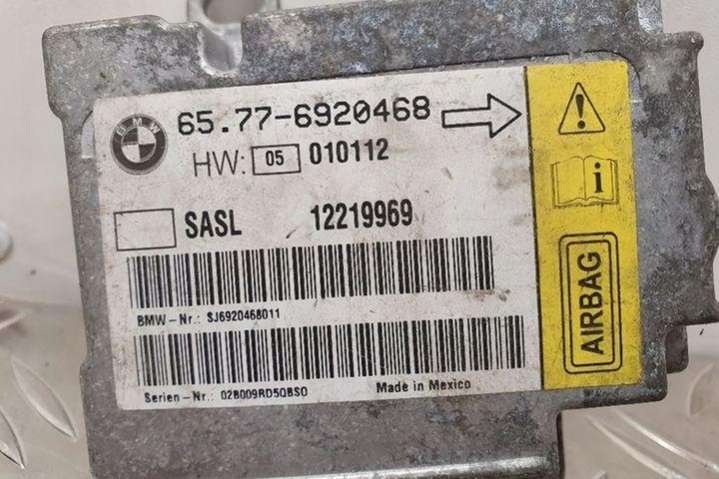 BMW
65.77-6920468
HW: 05 010112
SASL 12219969
BMW-Nr.: SJ6920468011
Serien-Nr.: 02B009RD5QBSO Made in Mexico
i
AIRBAG